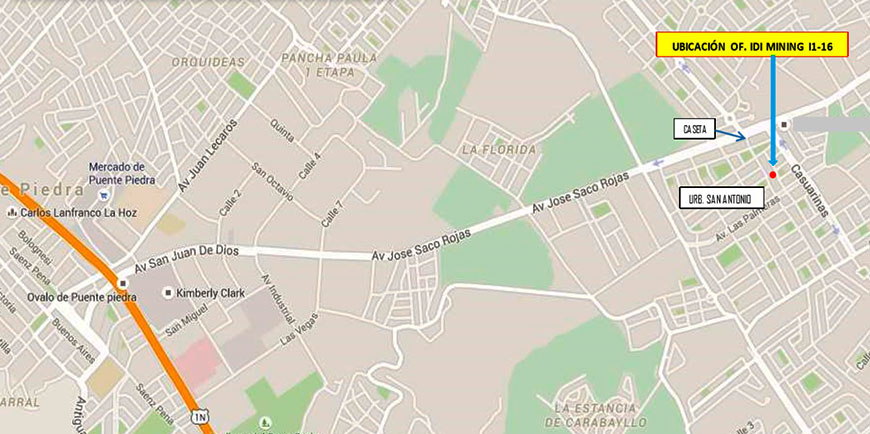 UBICACIÓN OF. IDI MINING I1-16
ORQUIDEAS
PANCHA PAULA
1 ETAPA
CASETA
Quinta
Av Juan Lecaros
Calle 4
LA FLORIDA
Mercado de
Puente Piedra
San Octavio
e Piedra
Calle 2
Calle 7
Av Jose Saco Rojas
URB. SAN ANTONIO
Casuarinas
Carlos Lanfranco La Hoz
Av Las Palmeras
Bolognesi
Saenz Pena
Av San Juan De Dios
Av Jose Saco Rojas
Ovalo de Puente piedra
Kimberly Clark
Av Industrial
San Miguel
Las Vegas
Buenos Aires
Saenz Pena
ARRAL
1N
LA ESTANCIA
DE CARABAYLLO
Calle 3